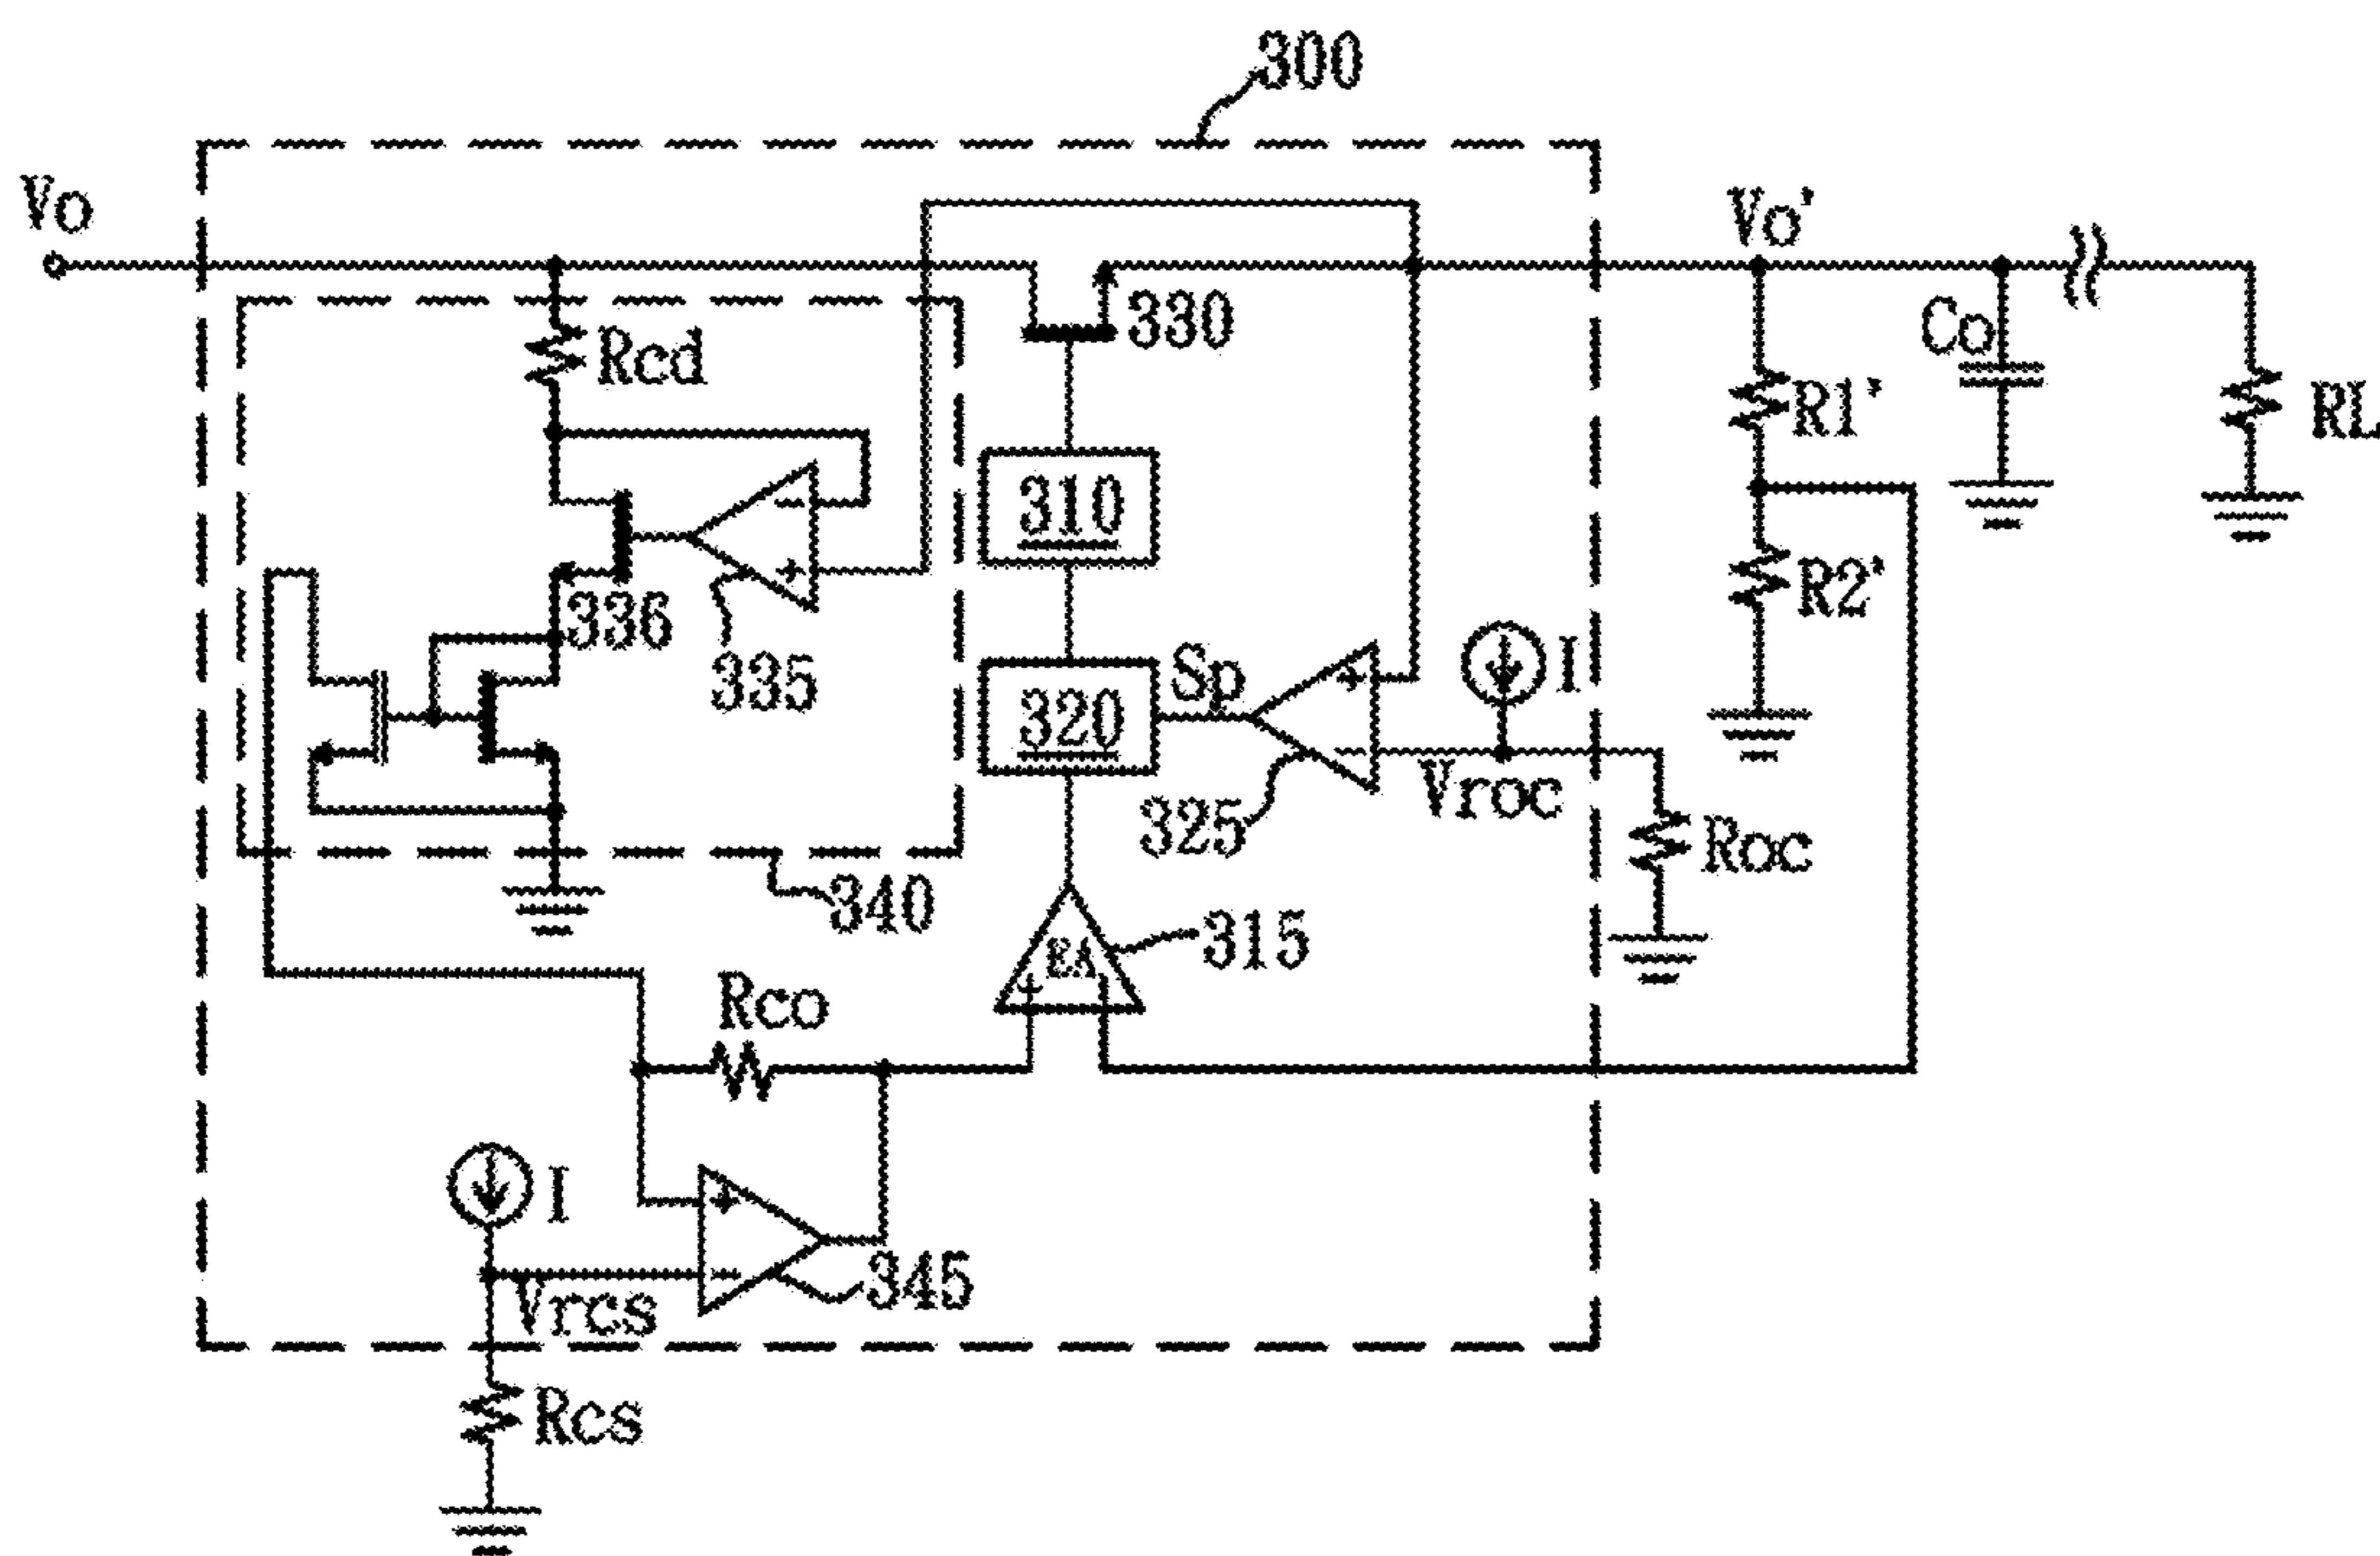 300
Vo
Vo'
Rcd
330
Co
R1'
RL
310
336
335
Sp
I
R2'
320
Vroc
325
Roc
340
315
EA
Rco
I
345
Vrcs
Rcs